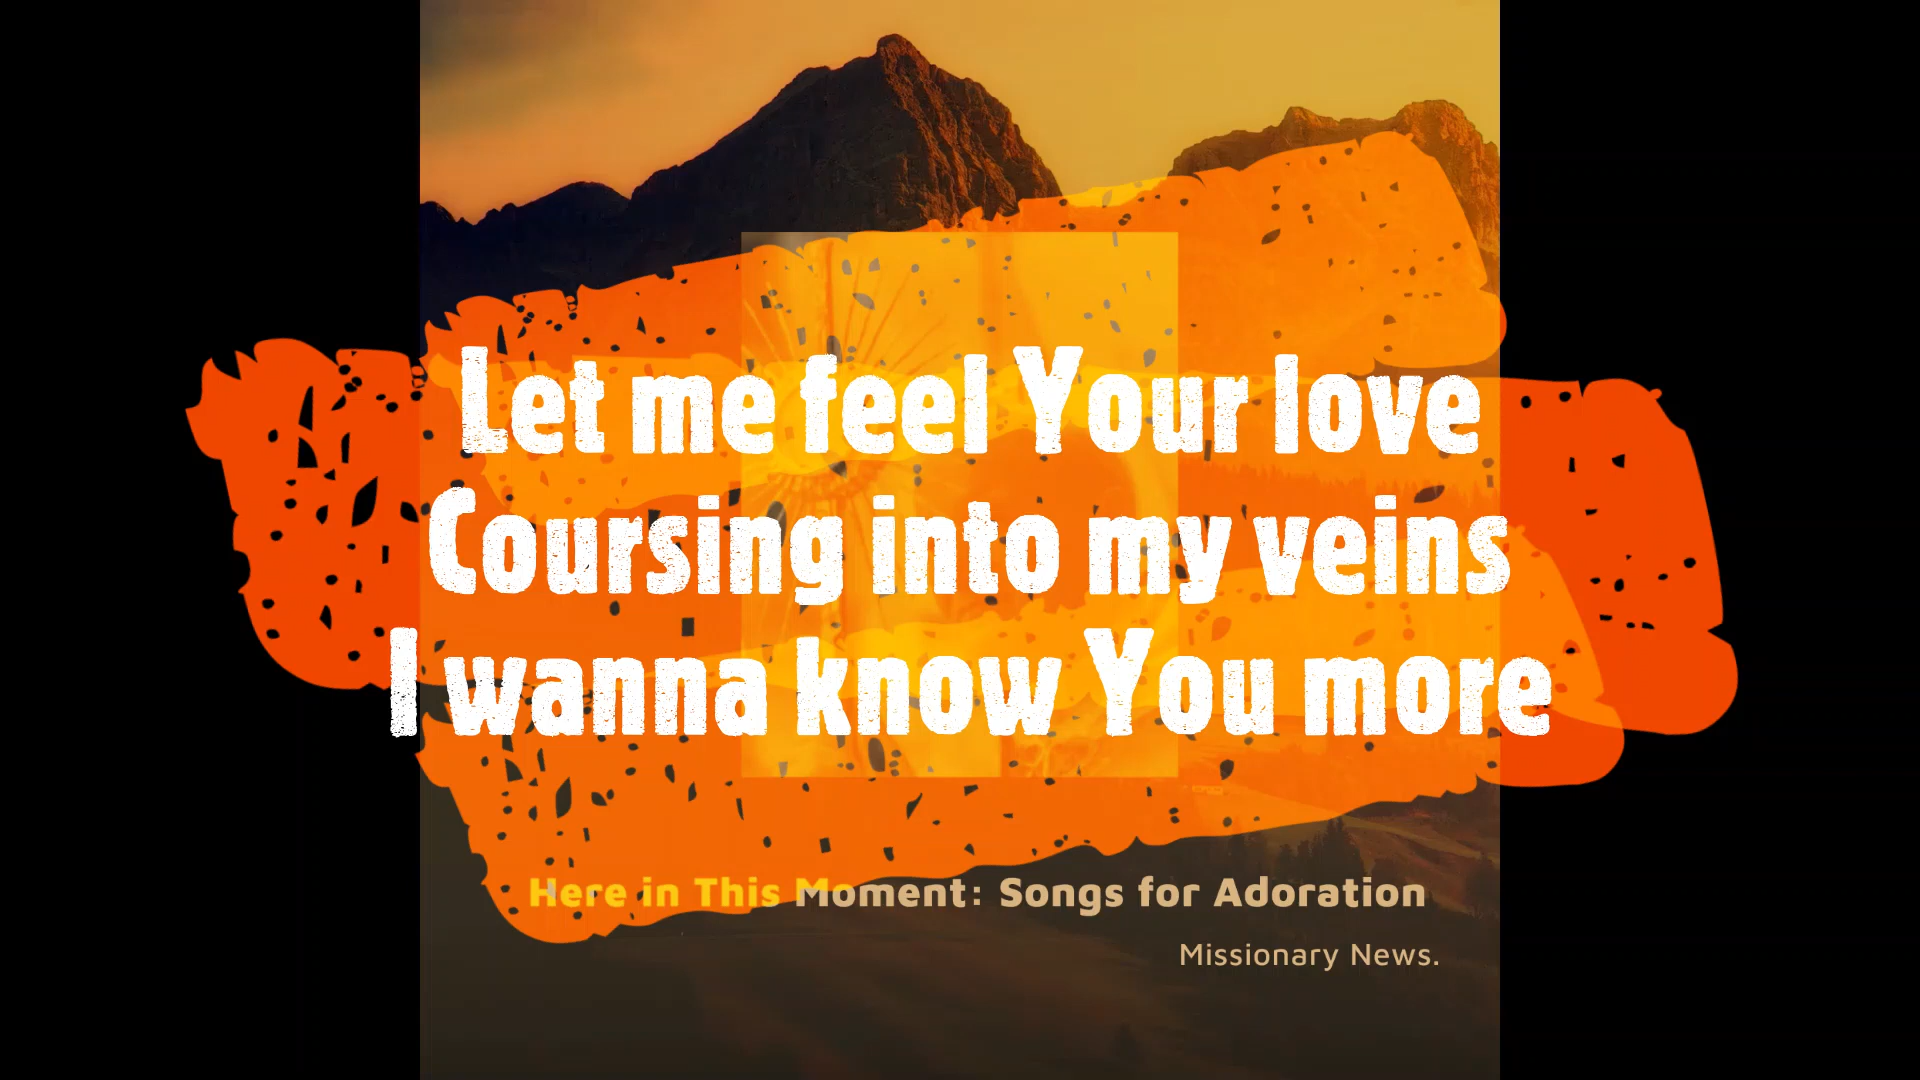 Let me feel Your love
Coursing into my veins
I wanna know You more
Here in This Moment: Songs for Adoration
Missionary News.